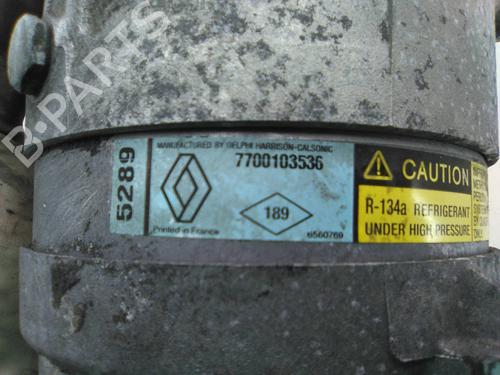 B-PARTS
MANUFACTURED BY DELPHI HARRISON-CALSONIC
7700103536
5289
189
Printed in France
6560769
CAUTION
R-134a REFRIGERANT
UNDER HIGH PRESSURE